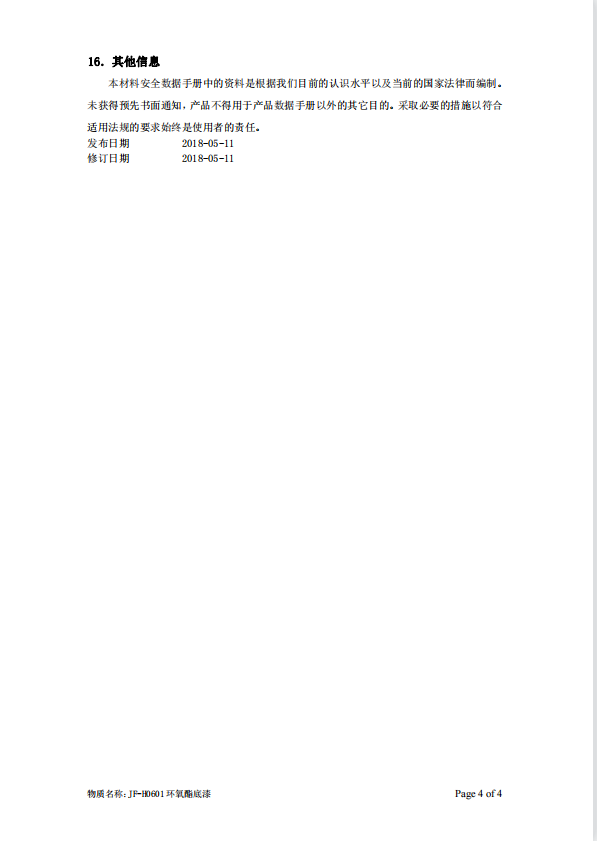 16. 其他信息
本材料安全数据手册中的资料是根据我们目前的认识水平以及当前的国家法律而编制。
未获得预先书面通知，产品不得用于产品数据手册以外的其它目的。采取必要的措施以符合
适用法规的要求始终是使用者的责任。
发布日期 2018-05-11
修订日期 2018-05-11
物质名称：JF-H0601环氧酯底漆 Page 4 of 4